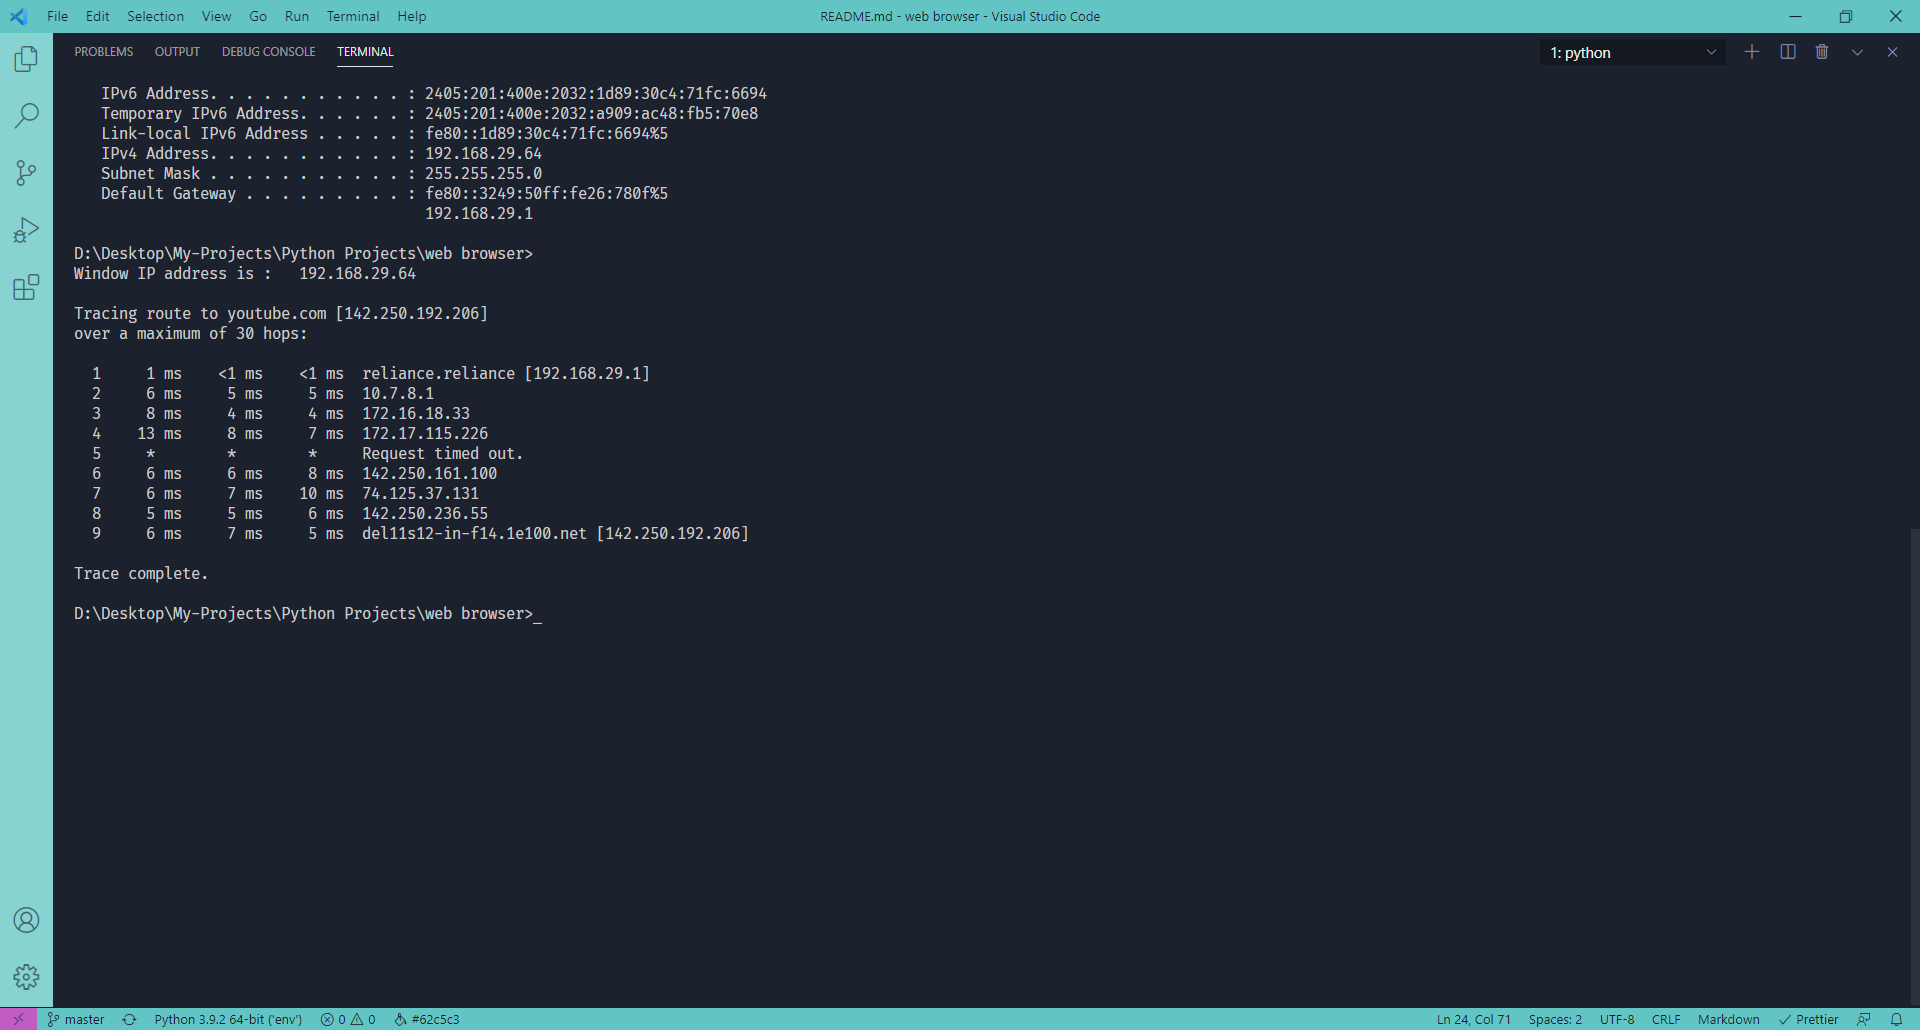 File Edit Selection View Go Run Terminal Help README.md - web browser - Visual Studio Code
PROBLEMS OUTPUT DEBUG CONSOLE TERMINAL 1: python
IPv6 Address. . . . . . . . . . . : 2405:201:400e:2032:1d89:30c4:71fc:6694
Temporary IPv6 Address. . . . . . : 2405:201:400e:2032:a909:ac48:fb5:70e8
Link-local IPv6 Address . . . . . : fe80::1d89:30c4:71fc:6694%5
IPv4 Address. . . . . . . . . . . : 192.168.29.64
Subnet Mask . . . . . . . . . . . : 255.255.255.0
Default Gateway . . . . . . . . . : fe80::3249:50ff:fe26:780f%5
192.168.29.1
D:\Desktop\My-Projects\Python Projects\web browser>
Window IP address is :   192.168.29.64
Tracing route to youtube.com [142.250.192.206]
over a maximum of 30 hops:
1     1 ms    <1 ms    <1 ms  reliance.reliance [192.168.29.1]
2     6 ms     5 ms     5 ms  10.7.8.1
3     8 ms     4 ms     4 ms  172.16.18.33
4    13 ms     8 ms     7 ms  172.17.115.226
5     *        *        *     Request timed out.
6     6 ms     6 ms     8 ms  142.250.161.100
7     6 ms     7 ms    10 ms  74.125.37.131
8     5 ms     5 ms     6 ms  142.250.236.55
9     6 ms     7 ms     5 ms  del11s12-in-f14.1e100.net [142.250.192.206]
Trace complete.
D:\Desktop\My-Projects\Python Projects\web browser>_
master Python 3.9.2 64-bit ('env') 0 0 #62c5c3 Ln 24, Col 71 Spaces: 2 UTF-8 CRLF Markdown Prettier